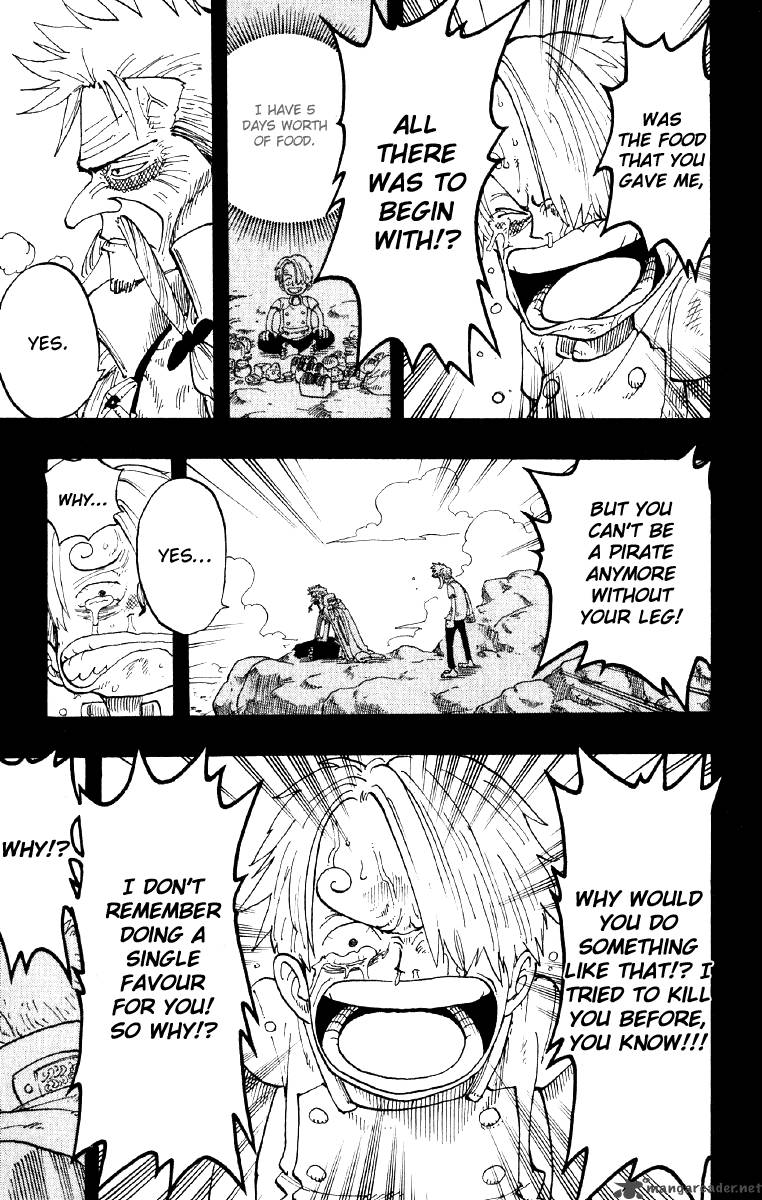 WAS
THE FOOD
THAT YOU
GAVE ME,
ALL
THERE
WAS TO
BEGIN
WITH!?
I HAVE 5
DAYS WORTH
OF FOOD.
YES.
BUT YOU
CAN'T BE
A PIRATE
ANYMORE
WITHOUT
YOUR LEG!
YES...
WHY...
WHY WOULD
YOU DO
SOMETHING
LIKE THAT!? I
TRIED TO KILL
YOU BEFORE,
YOU KNOW!!!
I DON'T
REMEMBER
DOING A
SINGLE
FAVOUR
FOR YOU!
SO WHY!?
WHY!?
mangareader.net